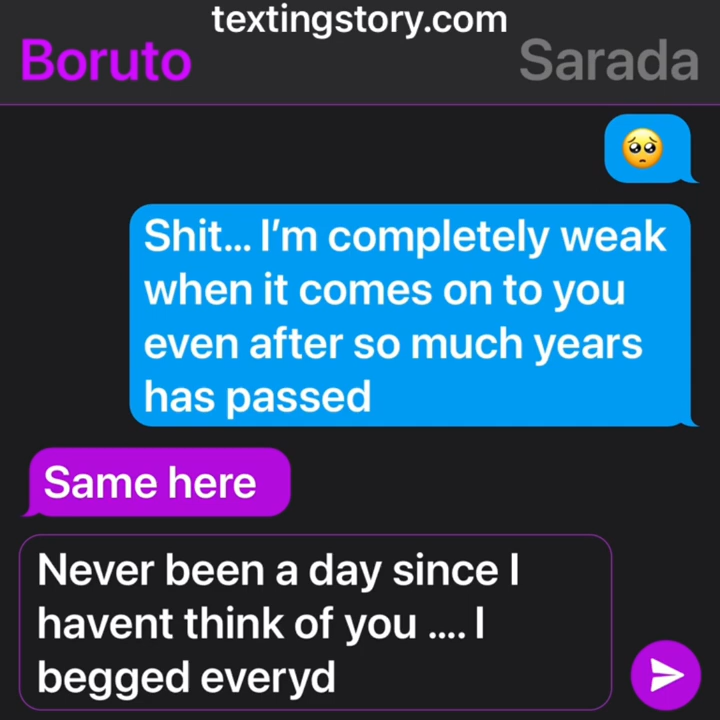 textingstory.com
Boruto
Sarada
🥺
Shit... I'm completely weak
when it comes on to you
even after so much years
has passed
Same here
Never been a day since I
havent think of you .... I
begged everyd